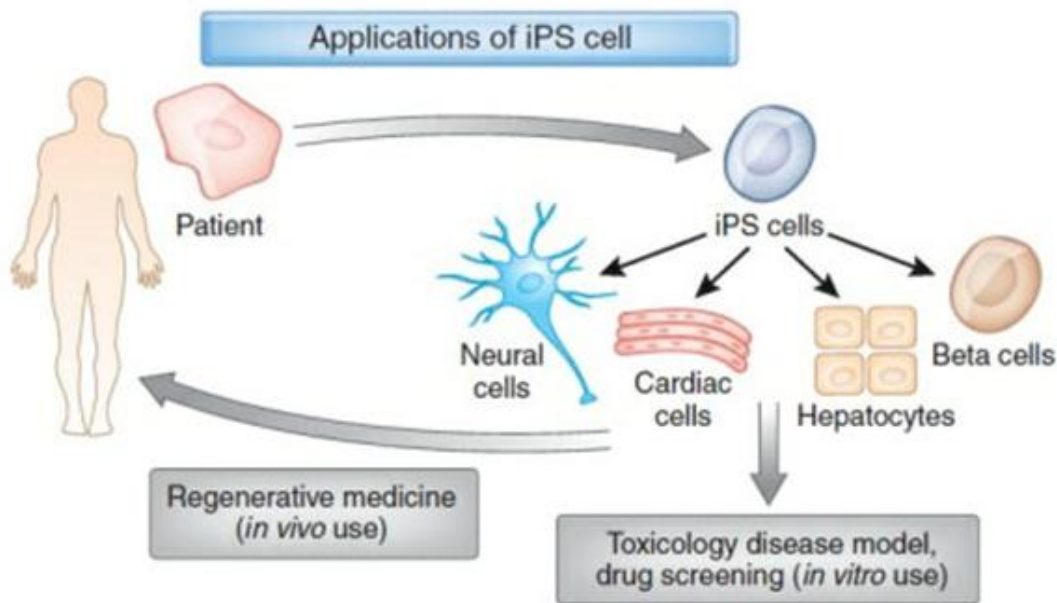 Applications of iPS cell
Patient
iPS cells
Neural
cells
Cardiac
cells
Hepatocytes
Beta cells
Regenerative medicine
(in vivo use)
Toxicology disease model,
drug screening (in vitro use)